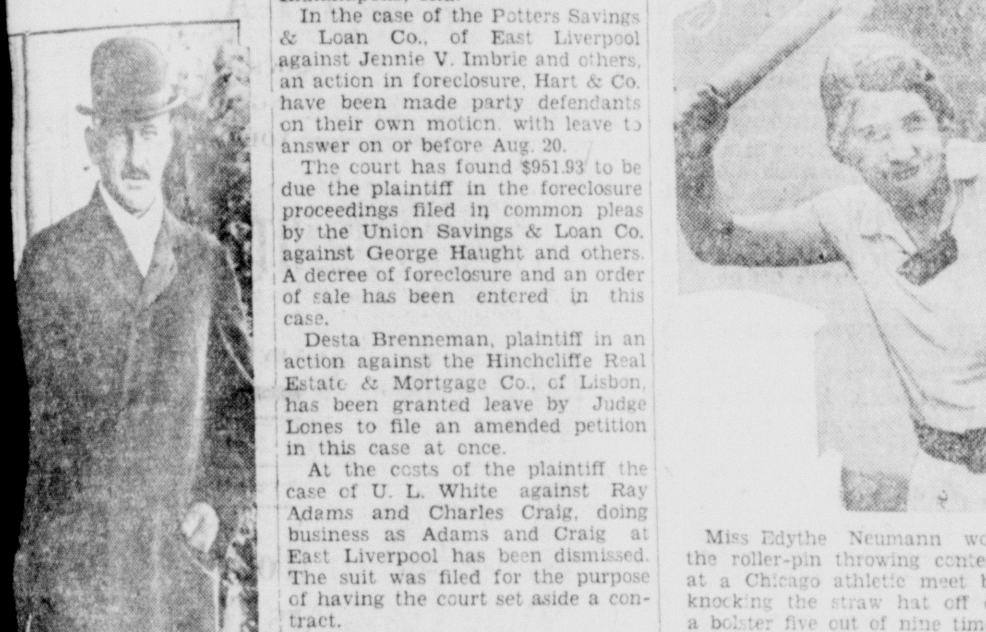 In the case of the Potters Savings
& Loan Co., of East Liverpool
against Jennie V. Imbrie and others,
an action in foreclosure, Hart & Co.
have been made party defendants
on their own motion, with leave to
answer on or before Aug. 20.
The court has found $951.93 to be
due the plaintiff in the foreclosure
proceedings filed in common pleas
by the Union Savings & Loan Co.
against George Haught and others.
A decree of foreclosure and an order
of sale has been entered in this
case.
Desta Brenneman, plaintiff in an
action against the Hinchcliffe Real
Estate & Mortgage Co., of Lisbon,
has been granted leave by Judge
Lones to file an amended petition
in this case at once.
At the costs of the plaintiff the
case of U. L. White against Ray
Adams and Charles Craig, doing
business as Adams and Craig at
East Liverpool has been dismissed.
The suit was filed for the purpose
of having the court set aside a con-
tract.
Miss Edythe Neumann wo
the roller-pin throwing conte
at a Chicago athletic meet
knocking the straw hat off
a bolster five out of nine tim